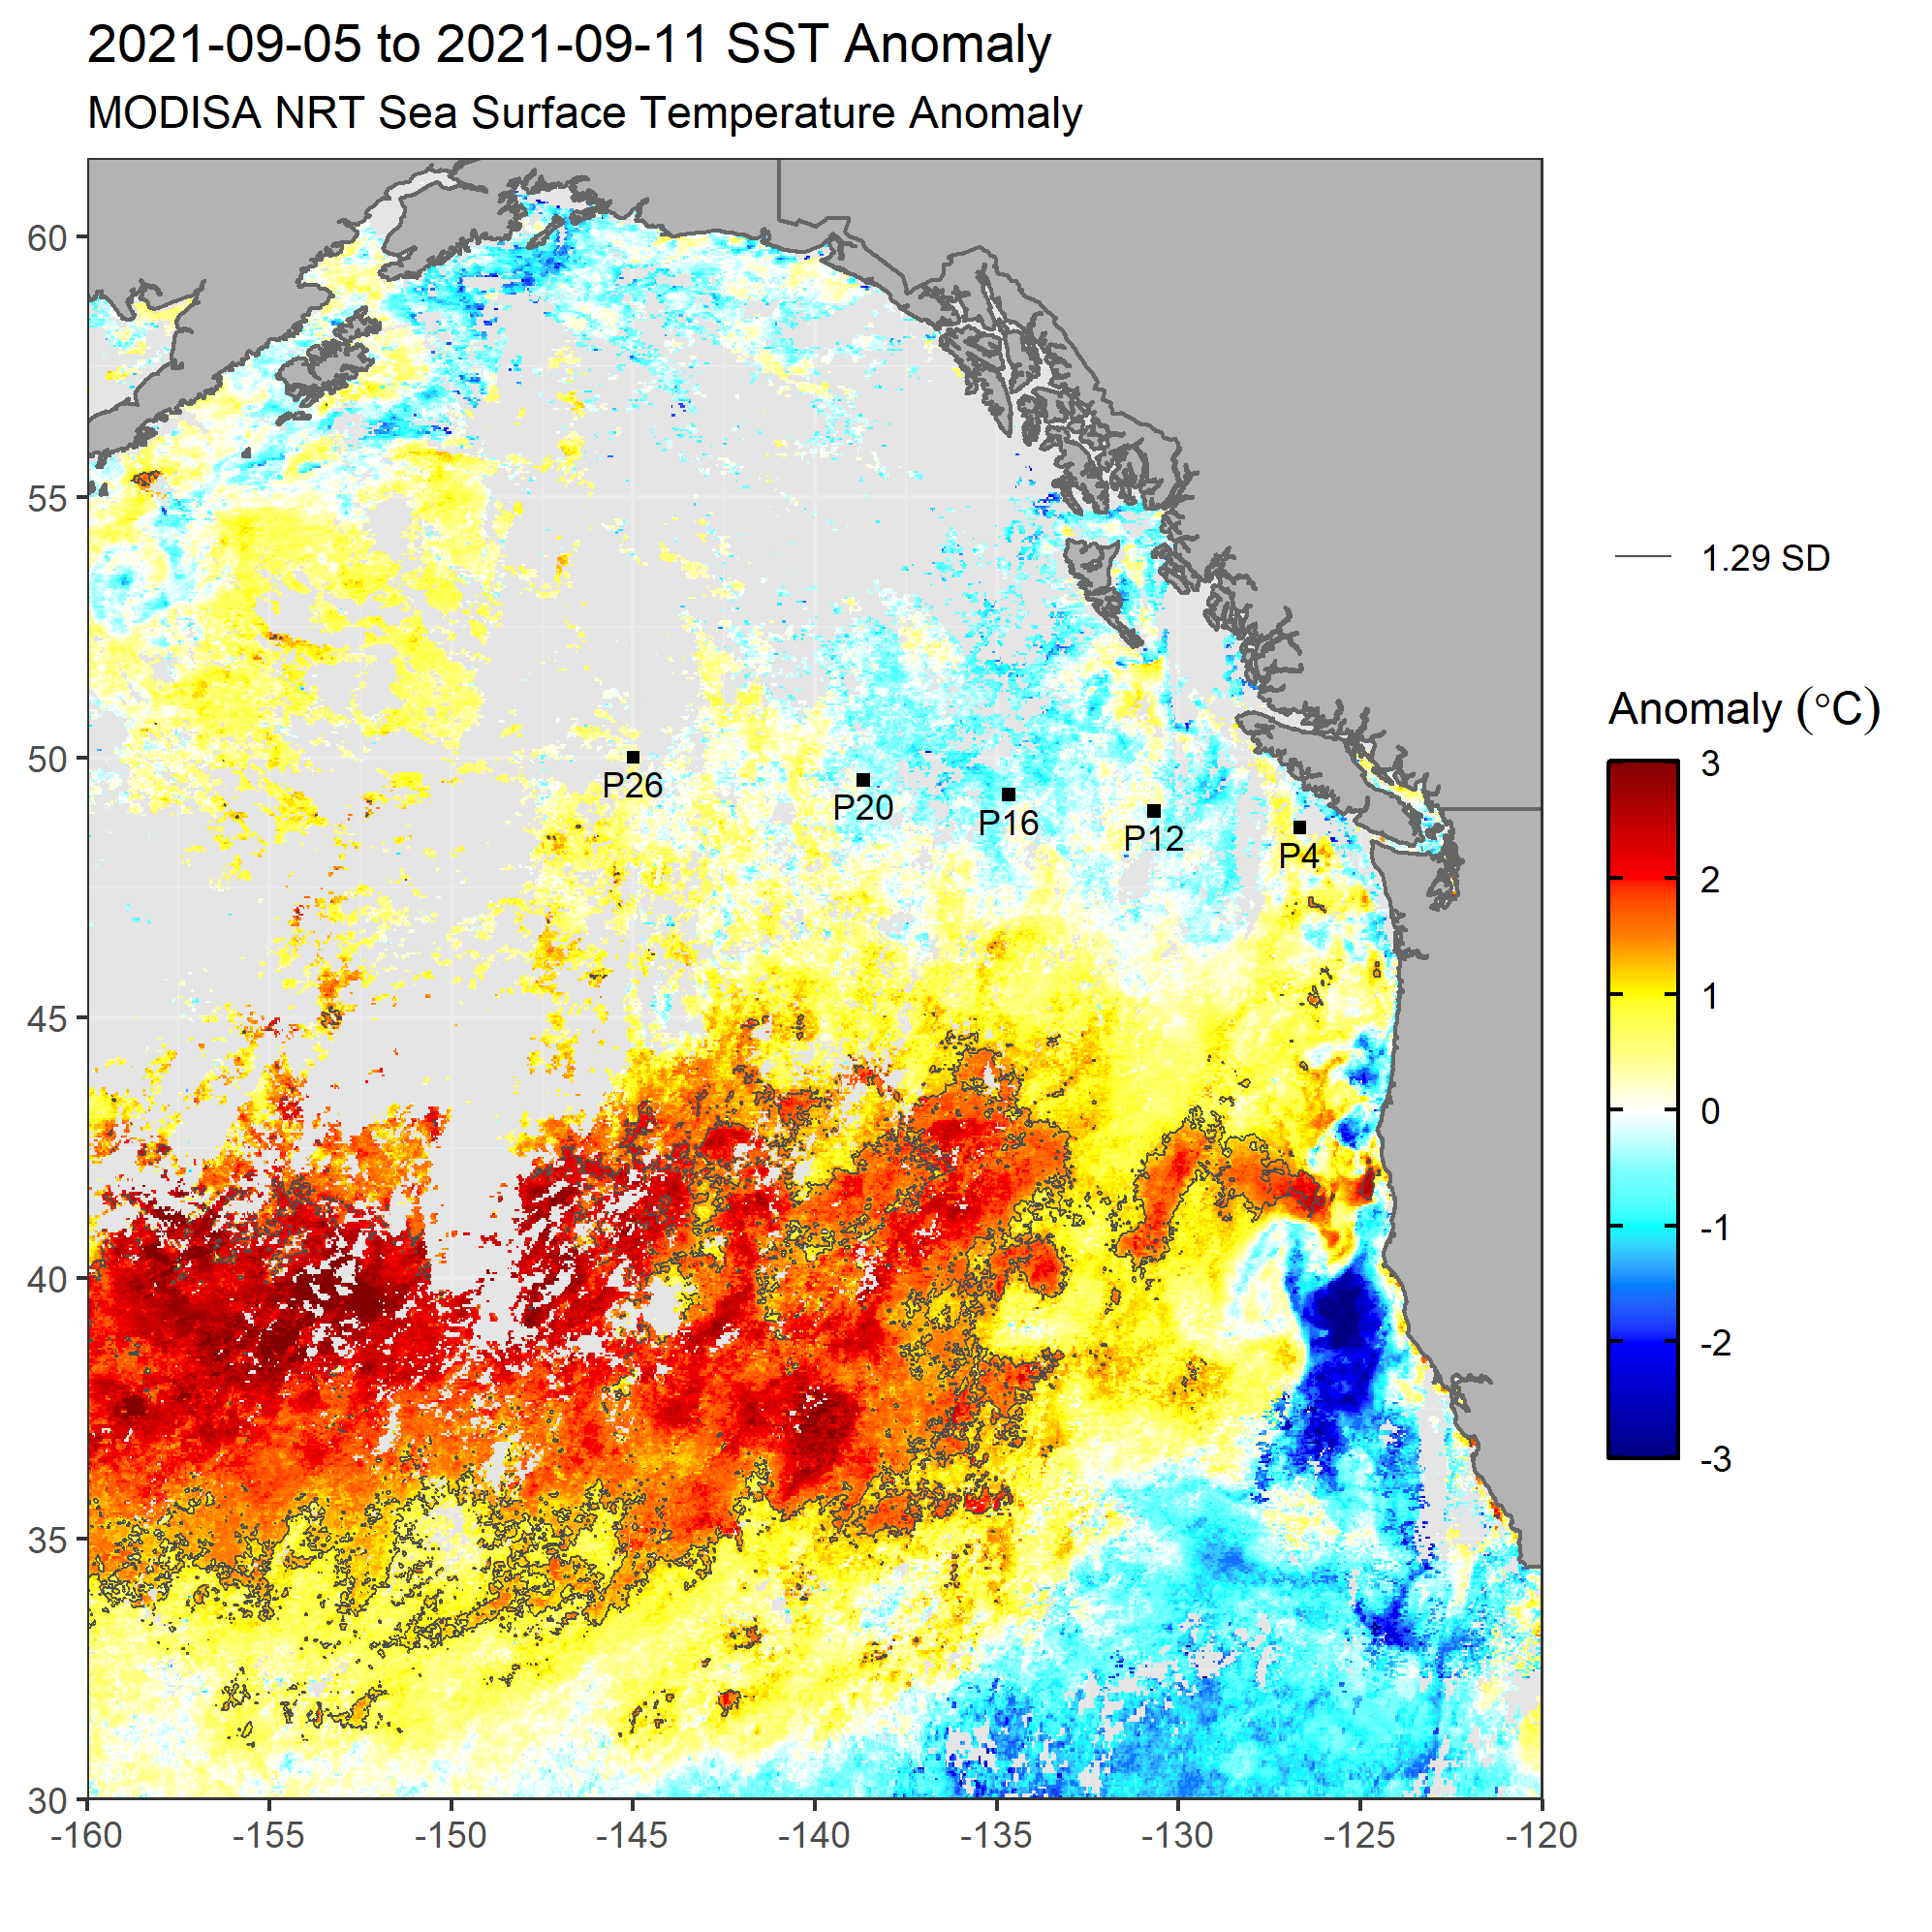 2021-09-05 to 2021-09-11 SST Anomaly
MODISA NRT Sea Surface Temperature Anomaly
60
55
50
45
40
35
30
-160
-155
-150
-145
-140
-135
-130
-125
-120
P26
P20
P16
P12
P4
1.29 SD
Anomaly (°C)
3
2
1
0
-1
-2
-3